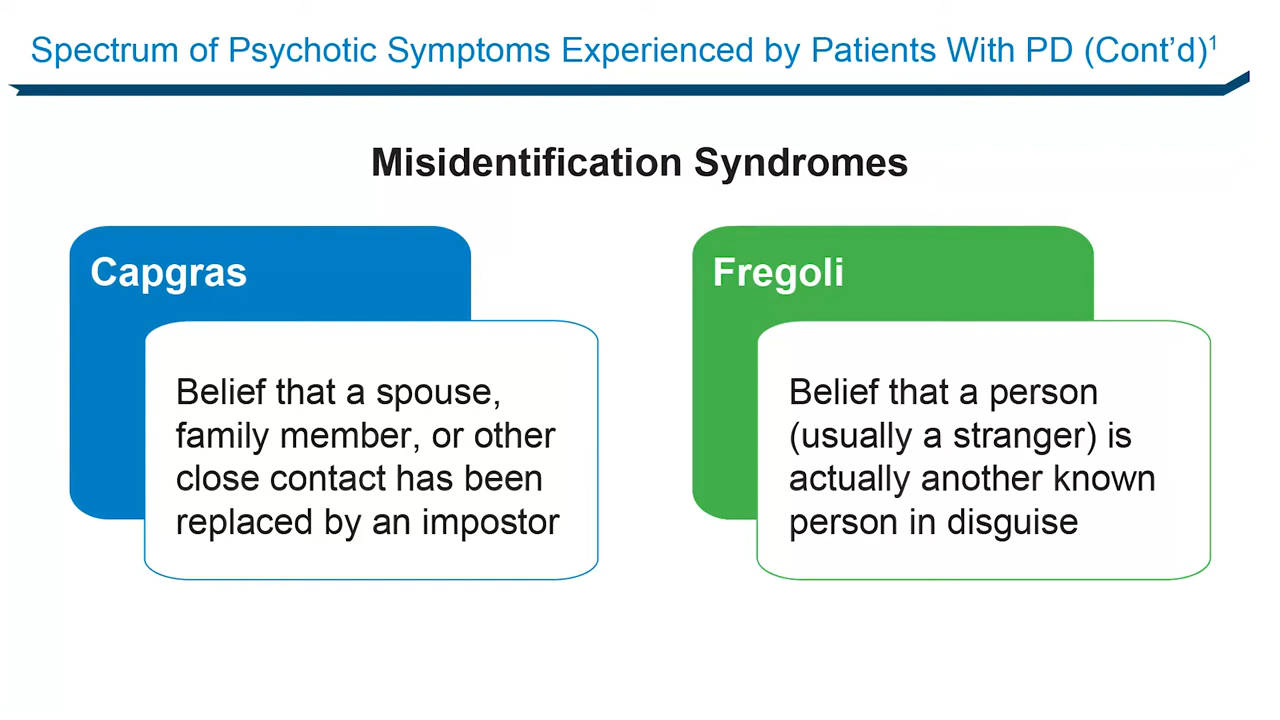 Spectrum of Psychotic Symptoms Experienced by Patients With PD (Cont’d)¹
Misidentification Syndromes
Capgras
Belief that a spouse,
family member, or other
close contact has been
replaced by an impostor
Fregoli
Belief that a person
(usually a stranger) is
actually another known
person in disguise